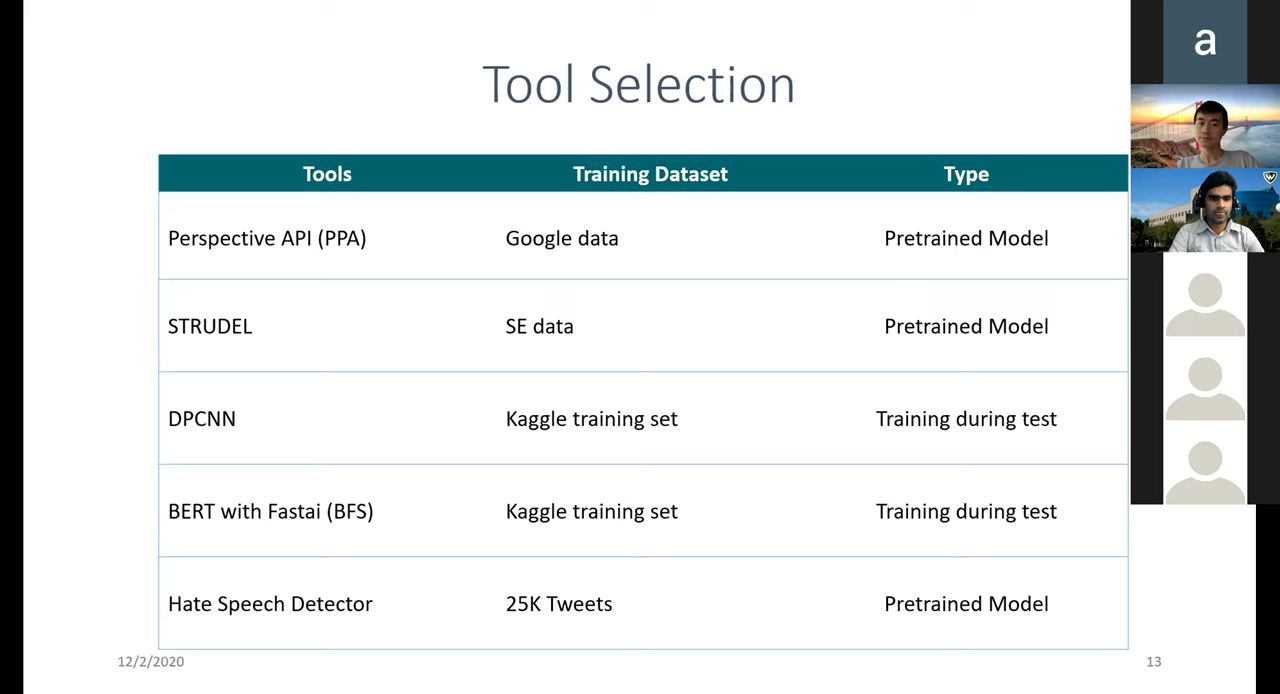 a
Tool Selection
Tools Training Dataset Type
Perspective API (PPA) Google data Pretrained Model
STRUDEL SE data Pretrained Model
DPCNN Kaggle training set Training during test
BERT with Fastai (BFS) Kaggle training set Training during test
Hate Speech Detector 25K Tweets Pretrained Model
12/2/2020 13